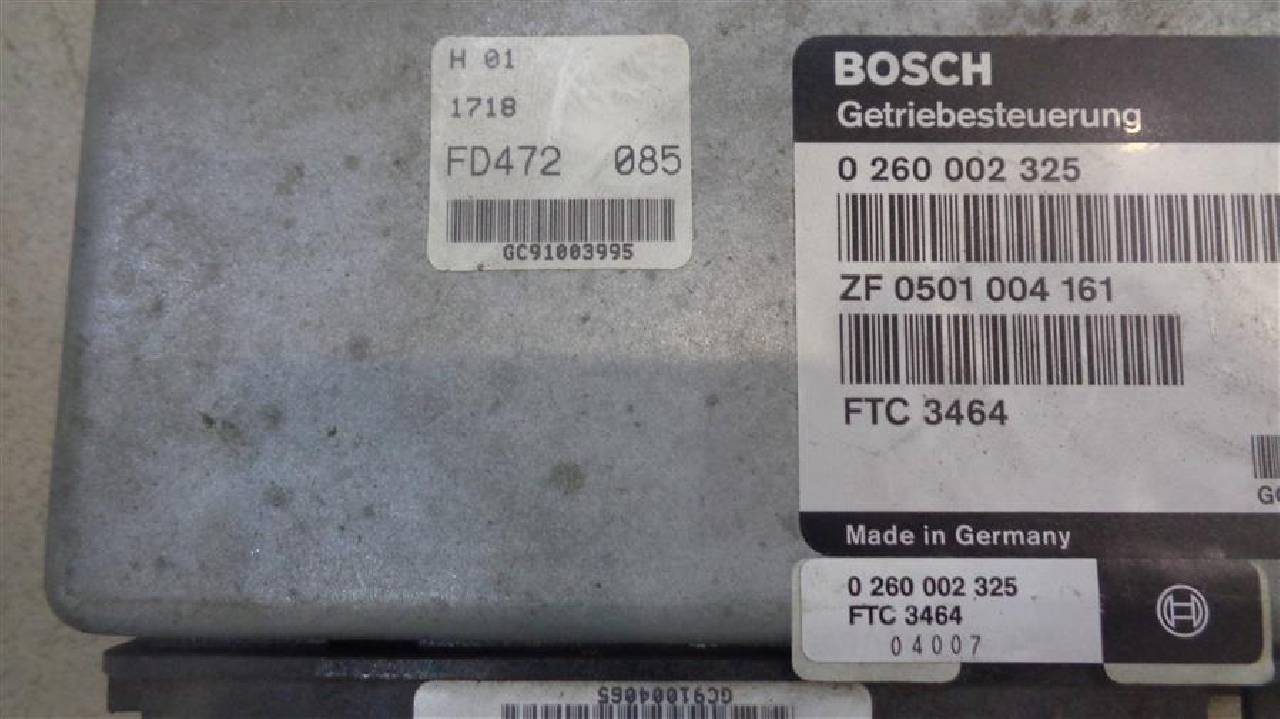 H 01
1718
FD472 085
GC91003995
BOSCH
Getriebesteuerung
0 260 002 325
ZF 0501 004 161
FTC 3464
Made in Germany
0 260 002 325
FTC 3464
04007
GC91004065